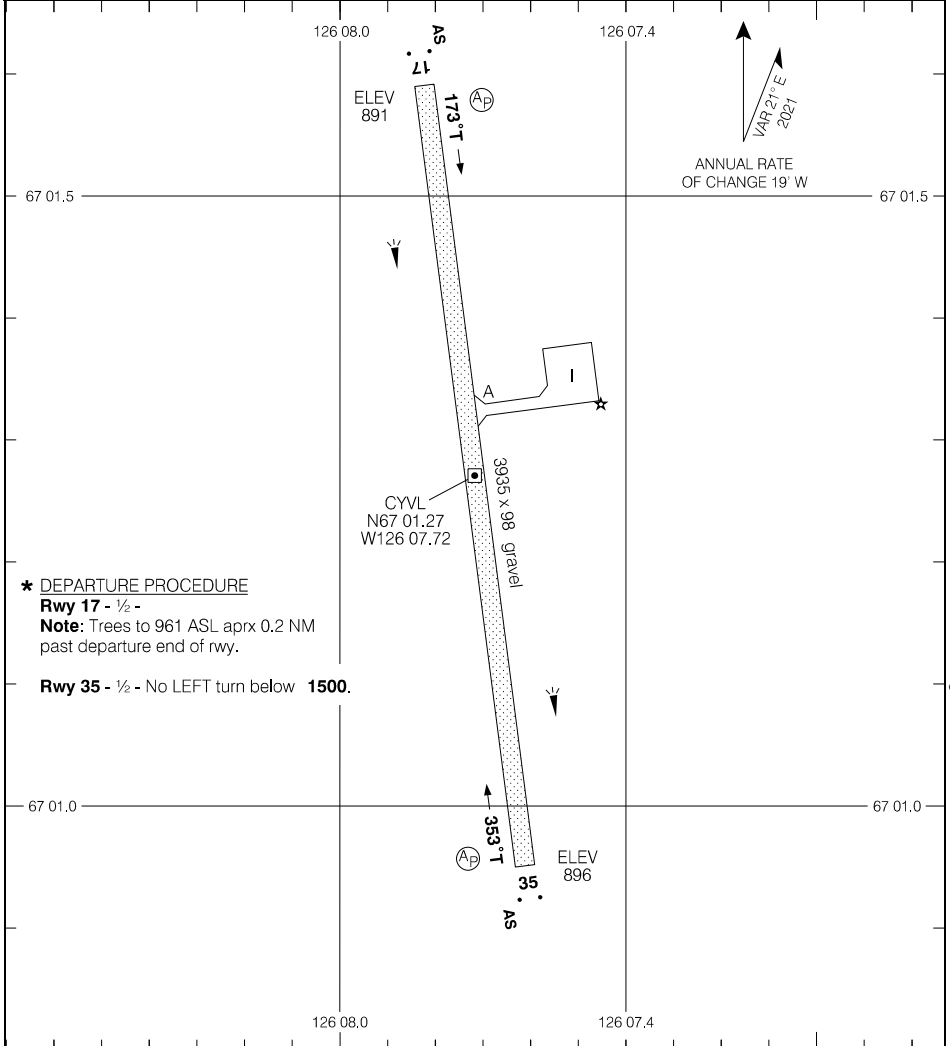 126 08.0
126 07.4
AS
17
ELEV
891
173°T
AP
VAR 21° E
2021
ANNUAL RATE
OF CHANGE 19' W
67 01.5
67 01.5
A
I
3935 x 98 gravel
CYVL
N67 01.27
W126 07.72
* DEPARTURE PROCEDURE
Rwy 17 - ½ -
Note: Trees to 961 ASL aprx 0.2 NM
past departure end of rwy.
Rwy 35 - ½ - No LEFT turn below 1500.
67 01.0
67 01.0
353°T
AP
ELEV
896
35
AS
126 08.0
126 07.4